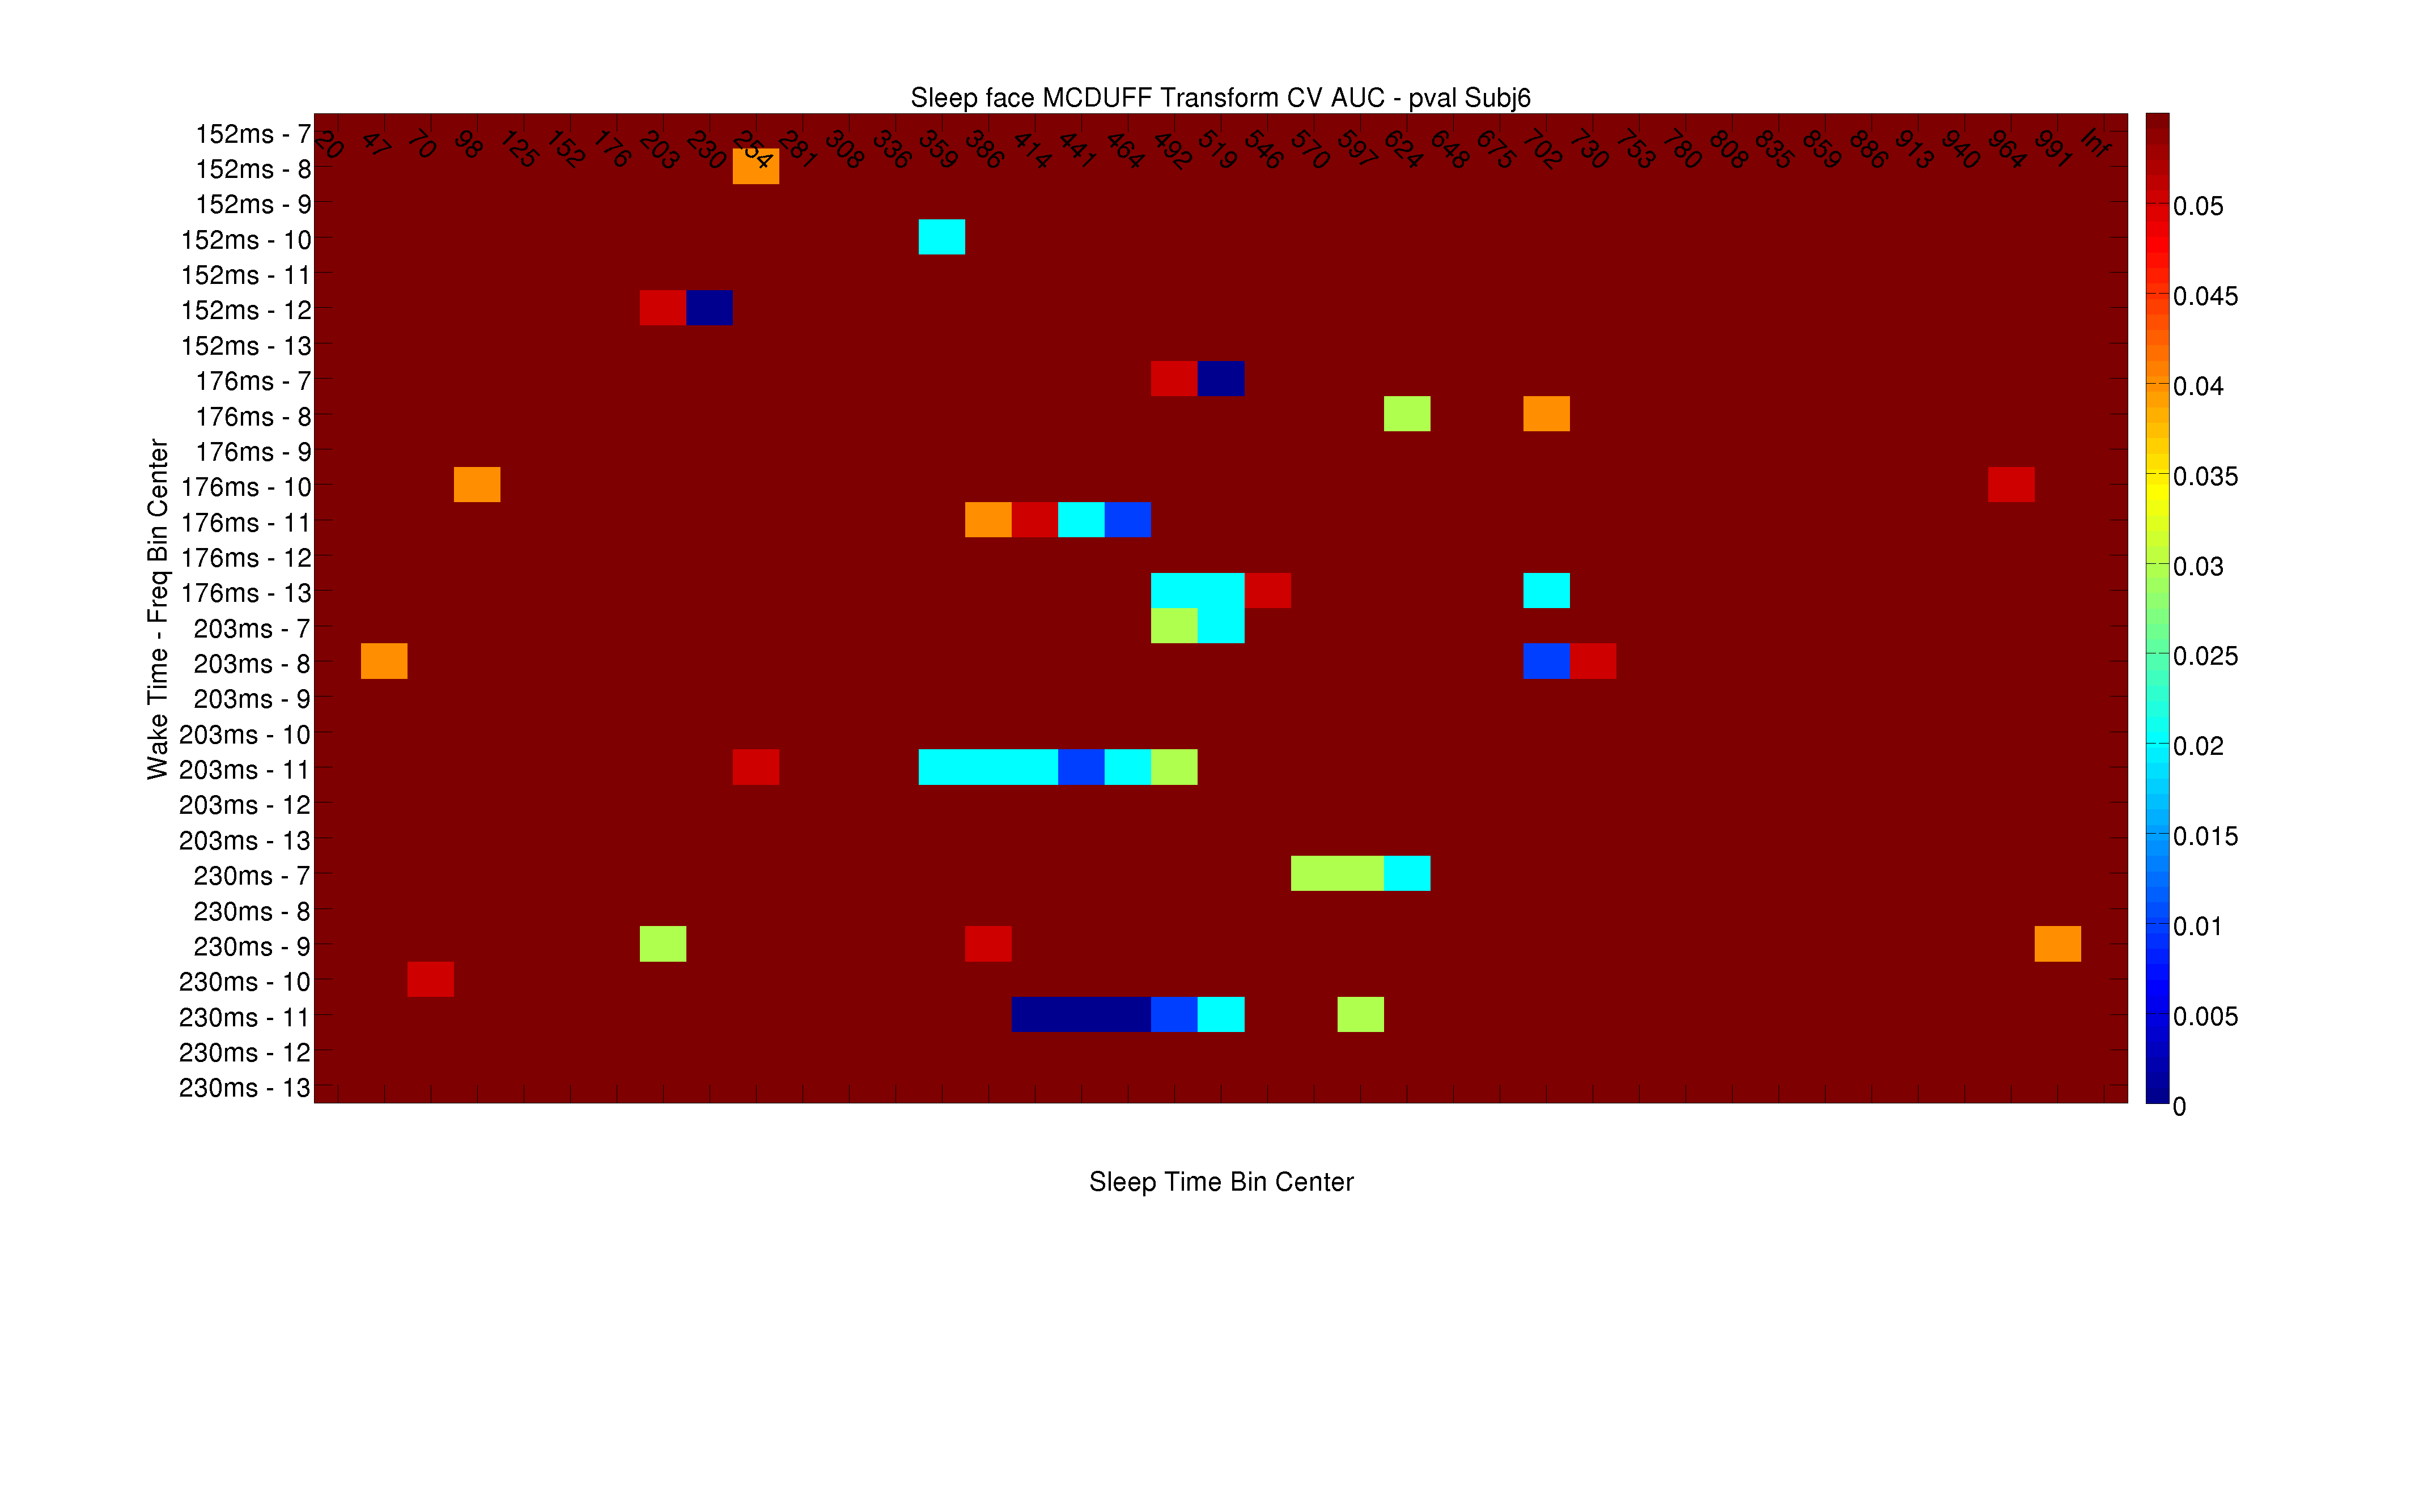 Sleep face MCDUFF Transform CV AUC - pval Subj6
20 47 70 98 125 152 176 203 230 254 281 308 336 359 386 414 441 464 492 519 546 570 597 624 648 675 702 730 753 780 808 835 859 886 913 940 964 991 Inf
152ms - 7
152ms - 8
152ms - 9
152ms - 10
152ms - 11
152ms - 12
152ms - 13
176ms - 7
176ms - 8
176ms - 9
176ms - 10
176ms - 11
176ms - 12
176ms - 13
203ms - 7
203ms - 8
203ms - 9
203ms - 10
203ms - 11
203ms - 12
203ms - 13
230ms - 7
230ms - 8
230ms - 9
230ms - 10
230ms - 11
230ms - 12
230ms - 13
Wake Time - Freq Bin Center
0.05
0.045
0.04
0.035
0.03
0.025
0.02
0.015
0.01
0.005
0
Sleep Time Bin Center